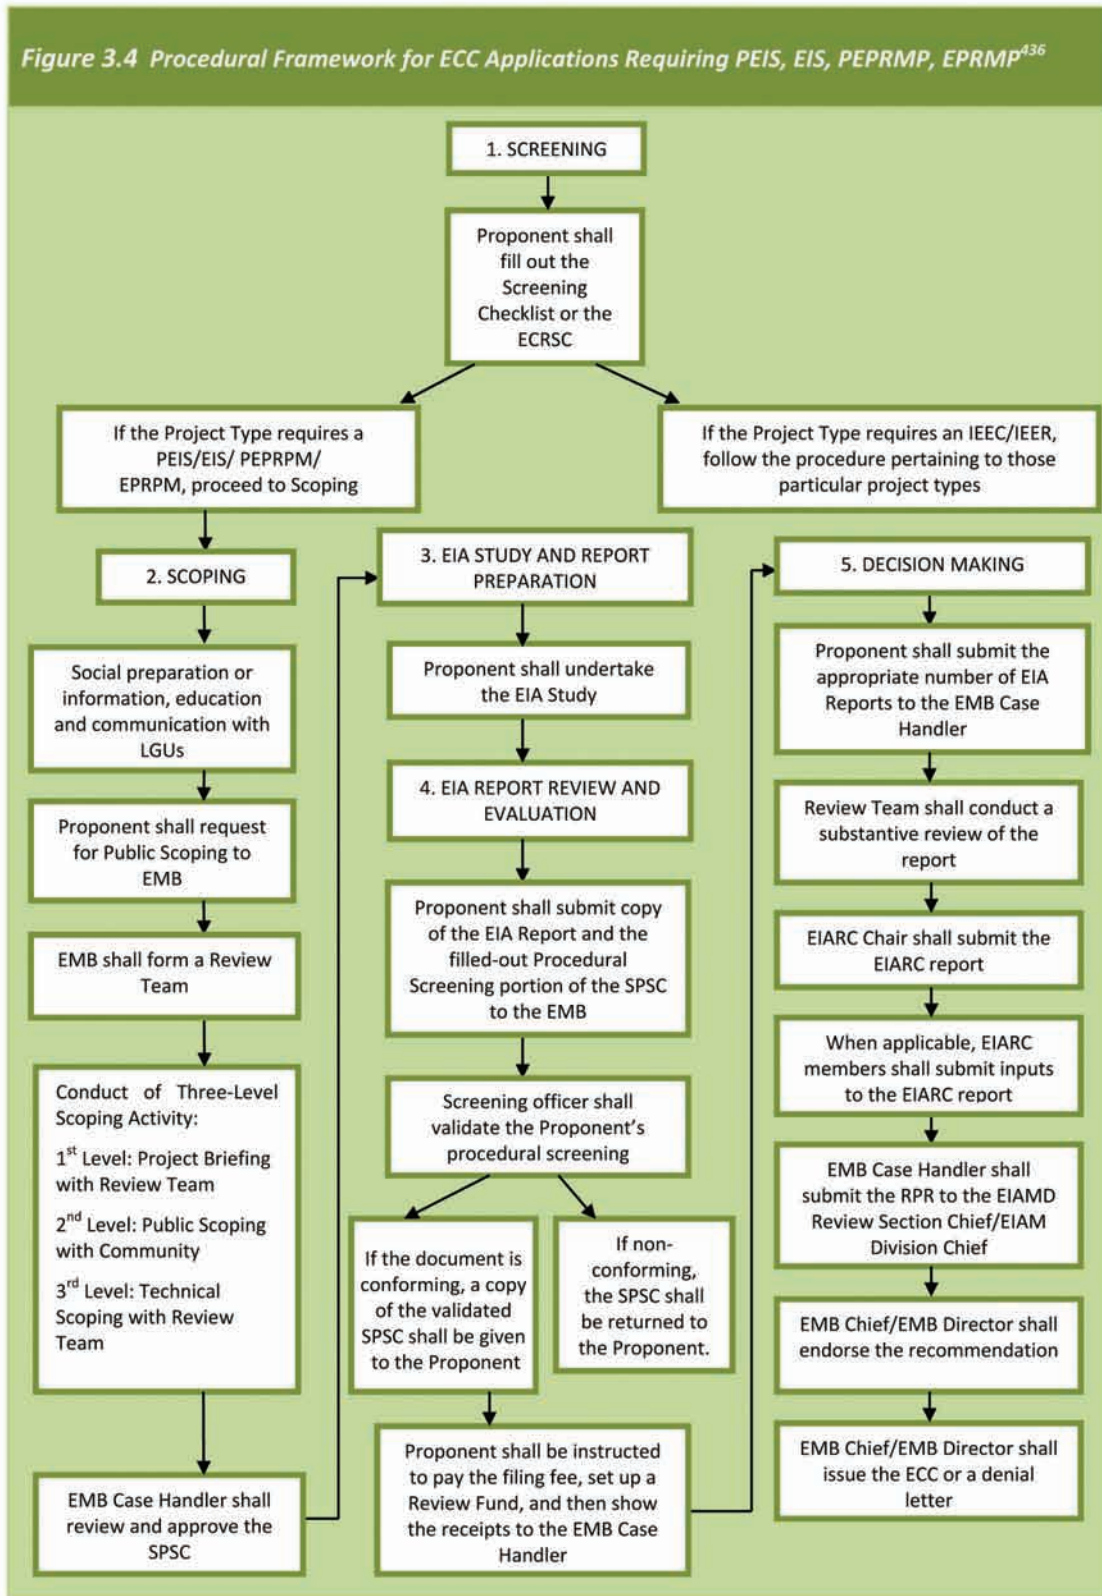 Figure 3.4 Procedural Framework for ECC Applications Requiring PEIS, EIS, PEPRMP, EPRMP436
1. SCREENING
Proponent shall
fill out the
Screening
Checklist or the
ECRSC
If the Project Type requires a
PEIS/EIS/ PEPRPM/
EPRPM, proceed to Scoping
If the Project Type requires an IEEC/IEER,
follow the procedure pertaining to those
particular project types
2. SCOPING
Social preparation or
information, education
and communication with
LGUs
Proponent shall request
for Public Scoping to
EMB
EMB shall form a Review
Team
Conduct of Three-Level
Scoping Activity:
1st Level: Project Briefing
with Review Team
2nd Level: Public Scoping
with Community
3rd Level: Technical
Scoping with Review
Team
EMB Case Handler shall
review and approve the
SPSC
3. EIA STUDY AND REPORT
PREPARATION
Proponent shall undertake
the EIA Study
4. EIA REPORT REVIEW AND
EVALUATION
Proponent shall submit copy
of the EIA Report and the
filled-out Procedural
Screening portion of the SPSC
to the EMB
Screening officer shall
validate the Proponent's
procedural screening
If the document is
conforming, a copy
of the validated
SPSC shall be given
to the Proponent
If non-
conforming,
the SPSC shall
be returned to
the Proponent.
Proponent shall be instructed
to pay the filing fee, set up a
Review Fund, and then show
the receipts to the EMB Case
Handler
5. DECISION MAKING
Proponent shall submit the
appropriate number of EIA
Reports to the EMB Case
Handler
Review Team shall conduct a
substantive review of the
report
EIARC Chair shall submit the
EIARC report
When applicable, EIARC
members shall submit inputs
to the EIARC report
EMB Case Handler shall
submit the RPR to the EIAMD
Review Section Chief/EIAM
Division Chief
EMB Chief/EMB Director shall
endorse the recommendation
EMB Chief/EMB Director shall
issue the ECC or a denial
letter